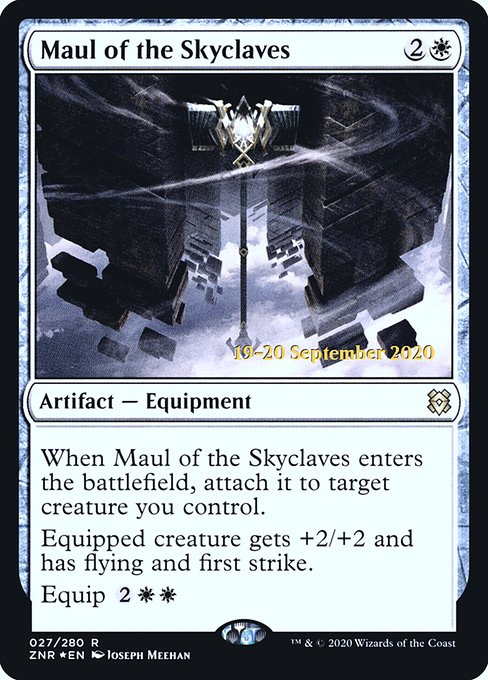 Maul of the Skyclaves 2
19-20 September 2020
Artifact — Equipment
When Maul of the Skyclaves enters
the battlefield, attach it to target
creature you control.
Equipped creature gets +2/+2 and
has flying and first strike.
Equip 2
027/280 R
ZNR ★ EN Joseph Meehan
™ & © 2020 Wizards of the Coast